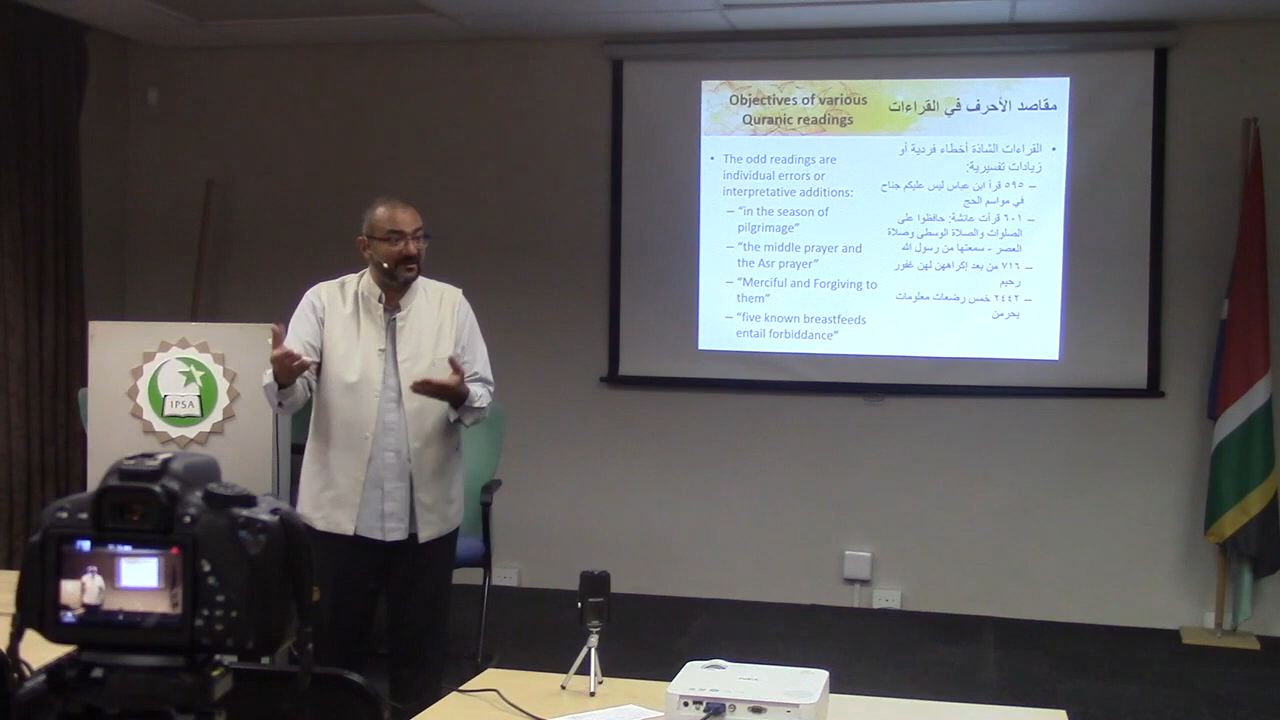 Objectives of various
Quranic readings
مقاصد الأحرف في القراءات
• The odd readings are
individual errors or
interpretative additions:
– “in the season of
pilgrimage”
– “the middle prayer and
the Asr prayer”
– “Merciful and Forgiving to
them”
– “five known breastfeeds
entail forbiddance”
• القراءات الشاذة أخطاء فردية أو
زيادات تفسيرية:
– ٥٩٥ قرأ ابن عباس ليس عليكم جناح
في مواسم الحج
– ٦٠١ قرأت عائشة: حافظوا على
الصلوات والصلاة الوسطى وصلاة
العصر - سمعتها من رسول الله
– ٧١٦ من بعد إكراههن لهن غفور
رحيم
– ٢٤٤٢ خمس رضعات معلومات
يحرمن
IPSA